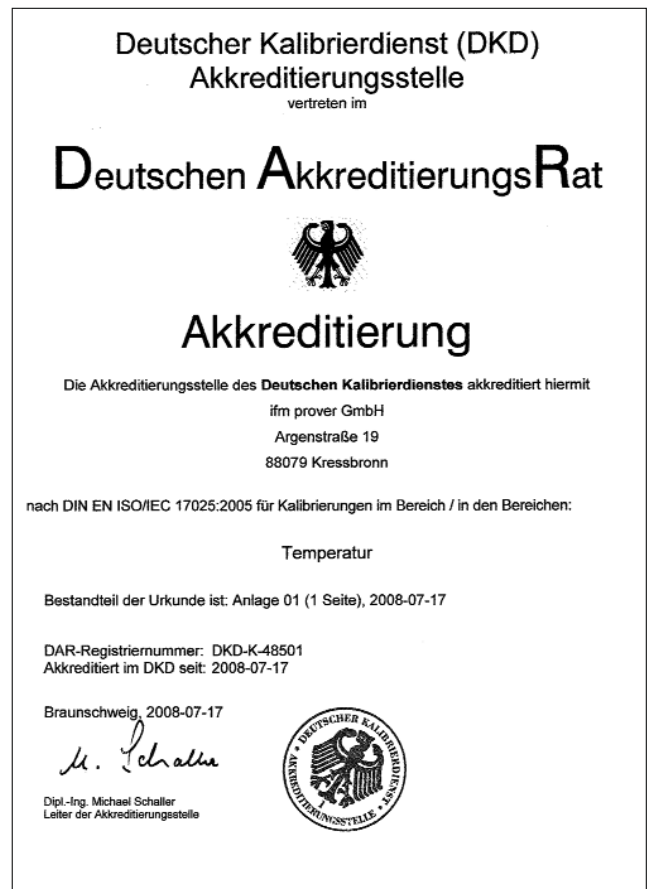 Deutscher Kalibrierdienst (DKD)
Akkreditierungsstelle
vertreten im
Deutschen AkkreditierungsRat
Akkreditierung
Die Akkreditierungsstelle des Deutschen Kalibrierdienstes akkreditiert hiermit
ifm prover GmbH
Argenstraße 19
88079 Kressbronn
nach DIN EN ISO/IEC 17025:2005 für Kalibrierungen im Bereich / in den Bereichen:
Temperatur
Bestandteil der Urkunde ist: Anlage 01 (1 Seite), 2008-07-17
DAR-Registriernummer: DKD-K-48501
Akkreditiert im DKD seit: 2008-07-17
Braunschweig, 2008-07-17
M. Schaller
Dipl.-Ing. Michael Schaller
Leiter der Akkreditierungsstelle
DEUTSCHER KALIBRIERDIENST
AKKREDITIERUNGSSTELLE
1